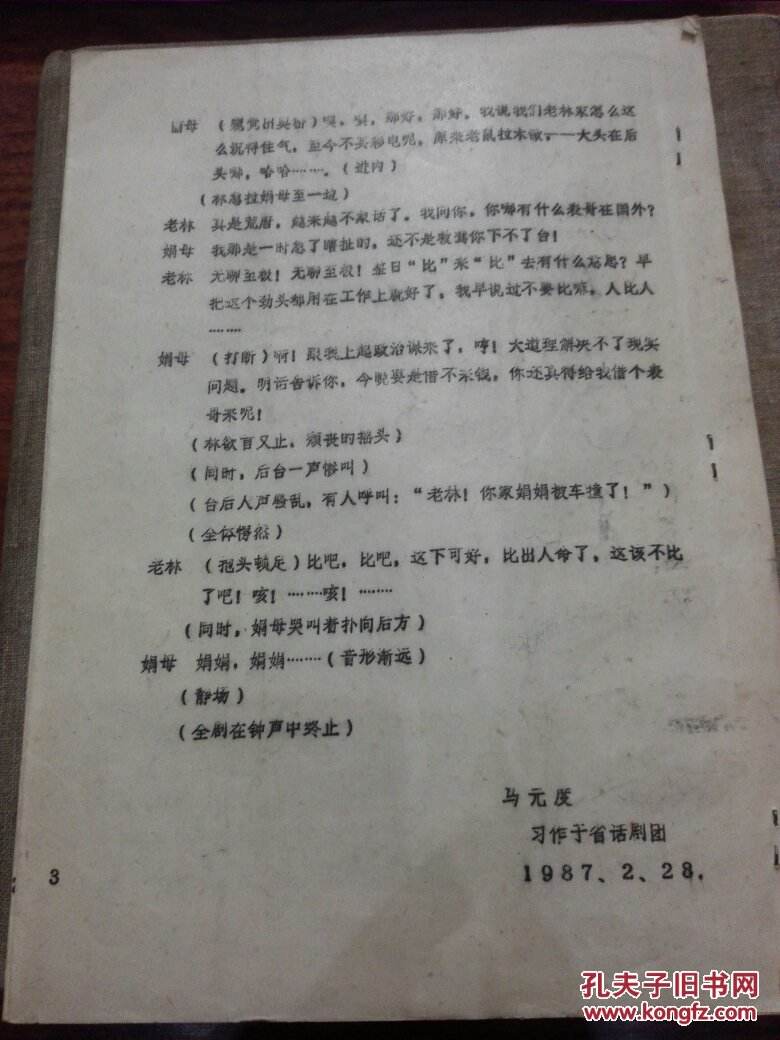 娟母 （感觉的笑容）噢，噢，那好，那好，我说我们老林家怎么这
么沉得住气，至今不买彩电呢，原来老鼠拉木锨，——大头在后
头嘛，哈哈………。（进内）
（林急拉娟母至一边）
老林 真是荒唐，越来越不象话了。我问你，你哪有什么表哥在国外？
娟母 我那是一时急了瞎扯的，还不是我怕你下不了台！
老林 无聊至极！无聊至极！整日“比”来“比”去有什么意思？早
把这个劲头都用在工作上就好了，我早说过不要比嘛，人比人
………
娟母 （打断）啊！跟我上起政治课来了，哼！大道理解决不了现实
问题。明话告诉你，今晚要是借不来钱，你还真得给我借个表
哥来呢！
（林欲言又止，颓丧的摇头）
（同时，后台一声惨叫）
（台后人声骚乱，有人呼叫：“老林！你家娟娟被车撞了！”）
（全体愕然）
老林 （抱头顿足）比吧，比吧，这下可好，比出人命了，这该不比
了吧！咳！………咳！………
（同时，娟母哭叫着扑向后方）
娟母 娟娟，娟娟………（音形渐远）
（静场）
（全剧在钟声中终止）
马元度
习作于省话剧团
1987、2、28.
3
孔夫子旧书网
www.kongfz.com